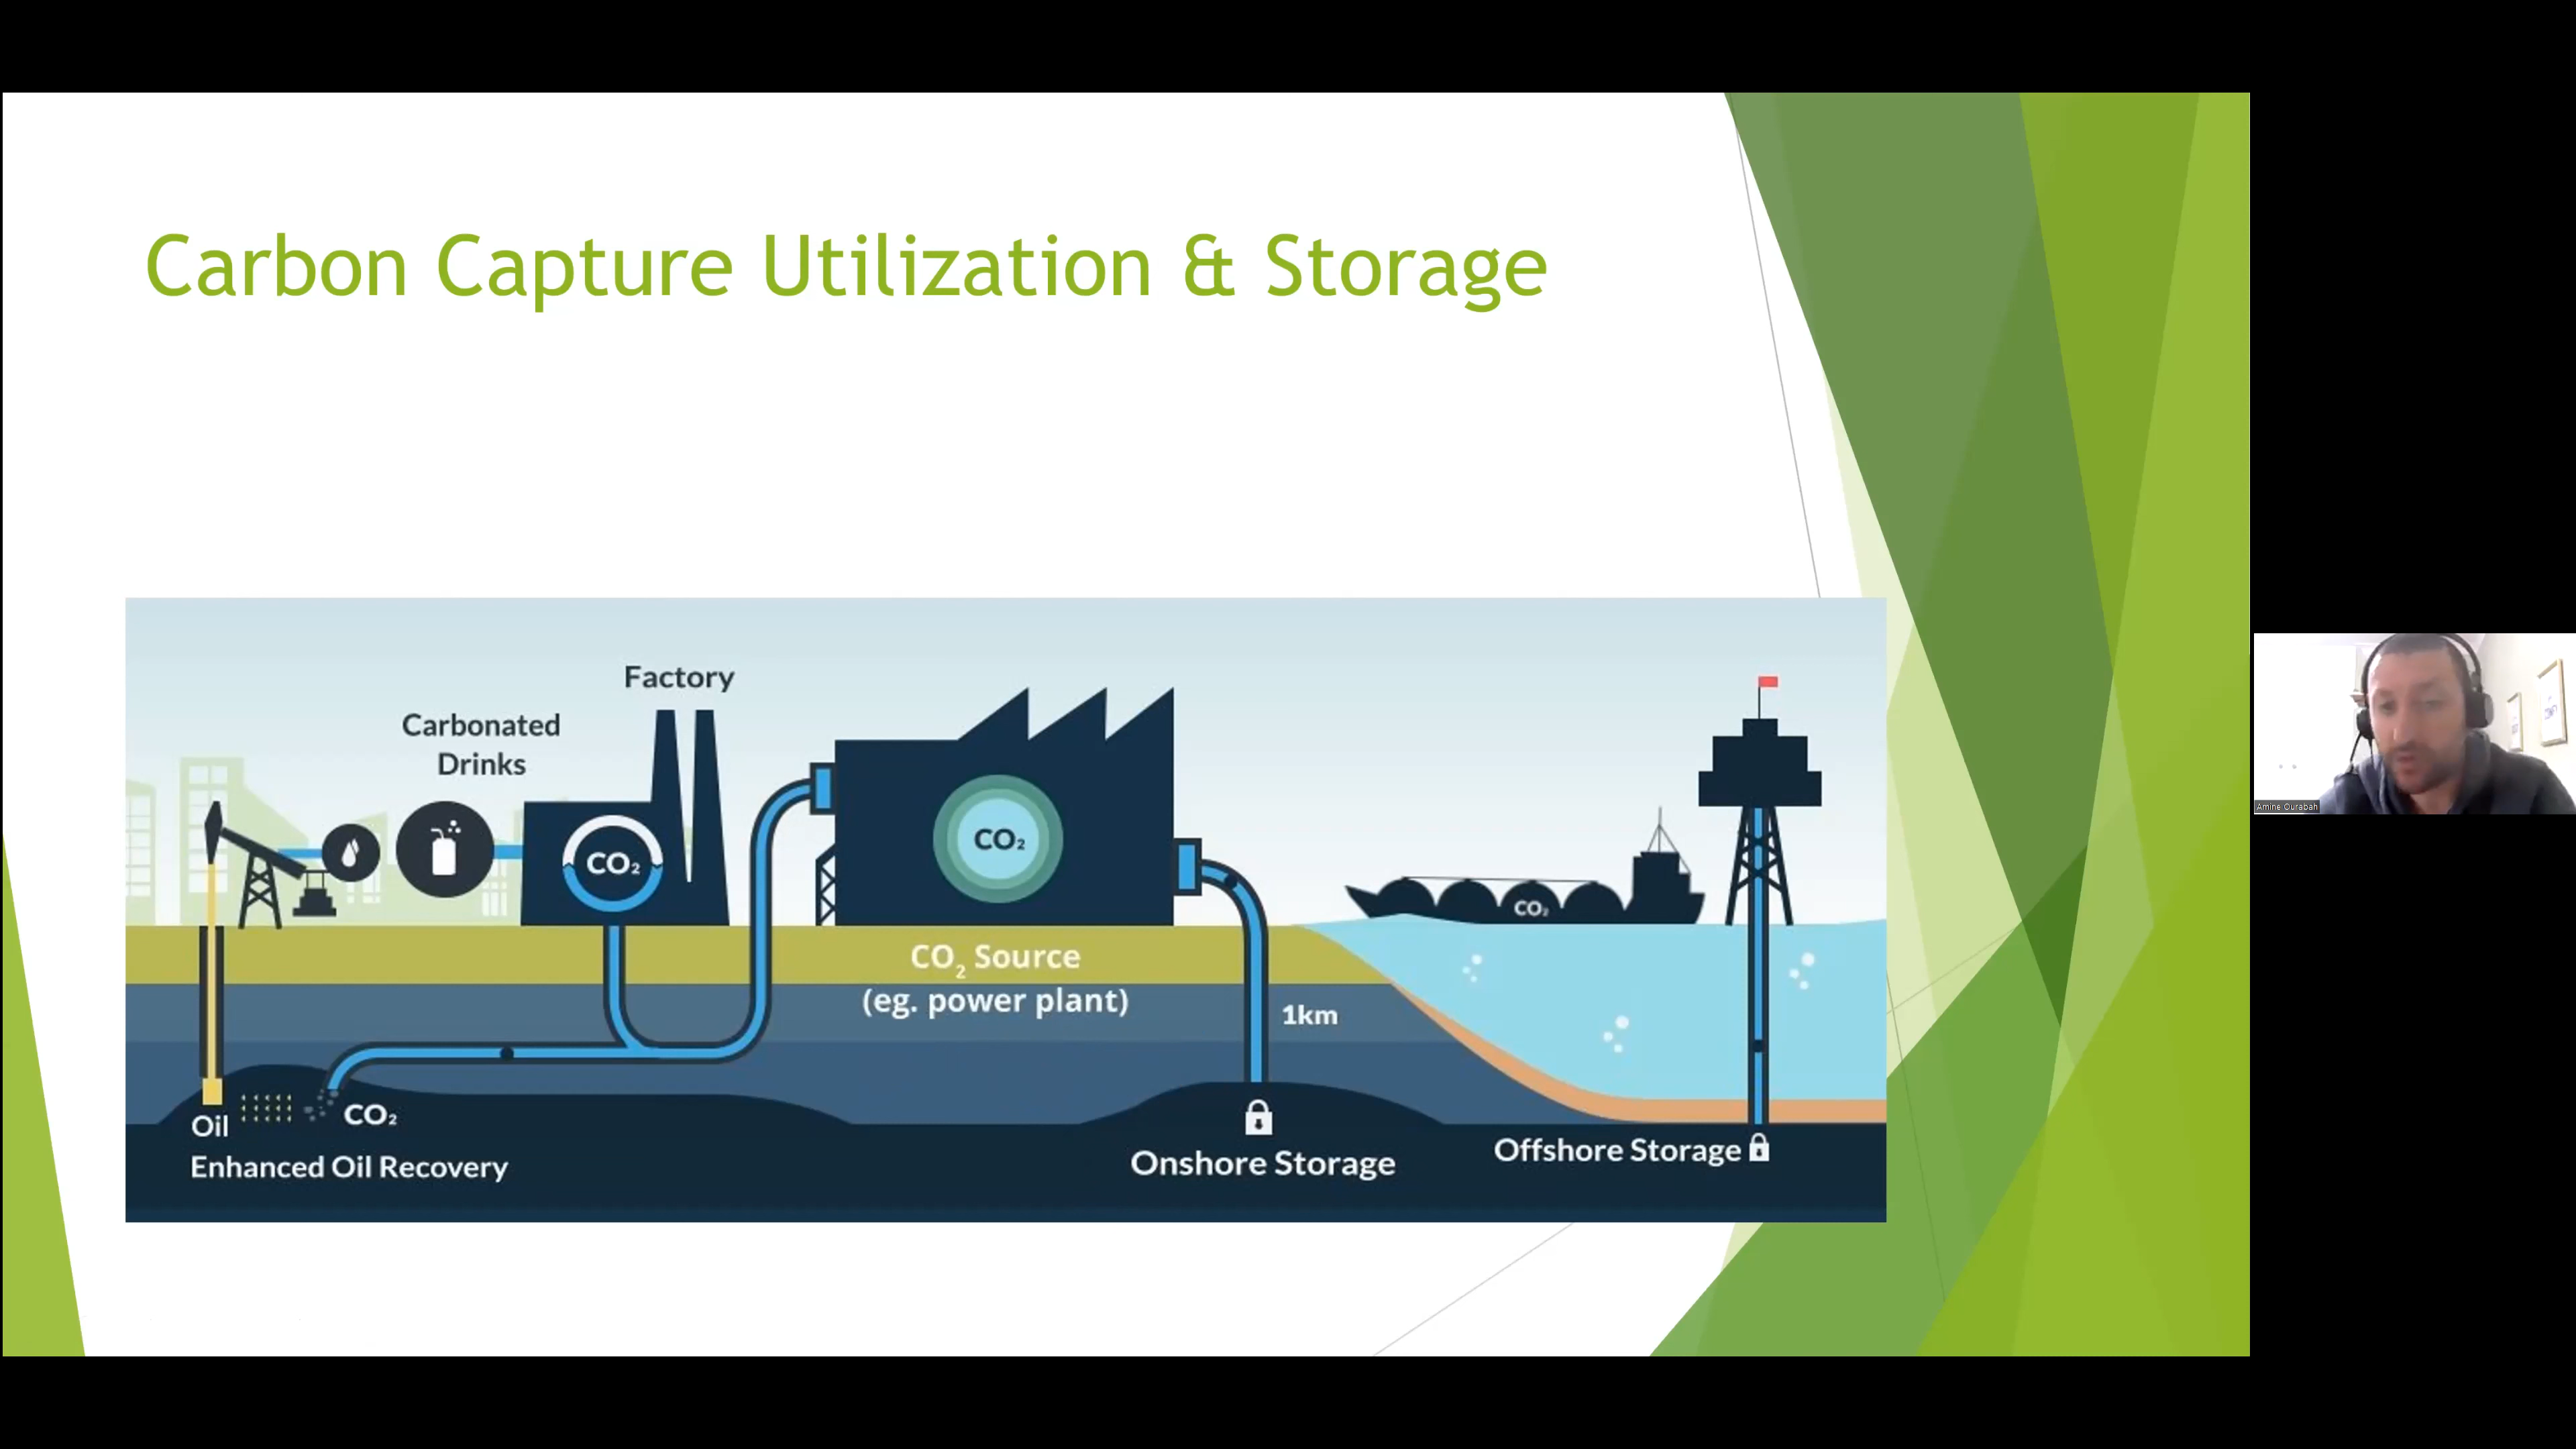 Carbon Capture Utilization & Storage
Factory
Carbonated
Drinks
CO₂
CO₂
CO₂
CO₂ Source
(eg. power plant)
1km
Oil
CO₂
Enhanced Oil Recovery
Onshore Storage
Offshore Storage
Amine Ourabah